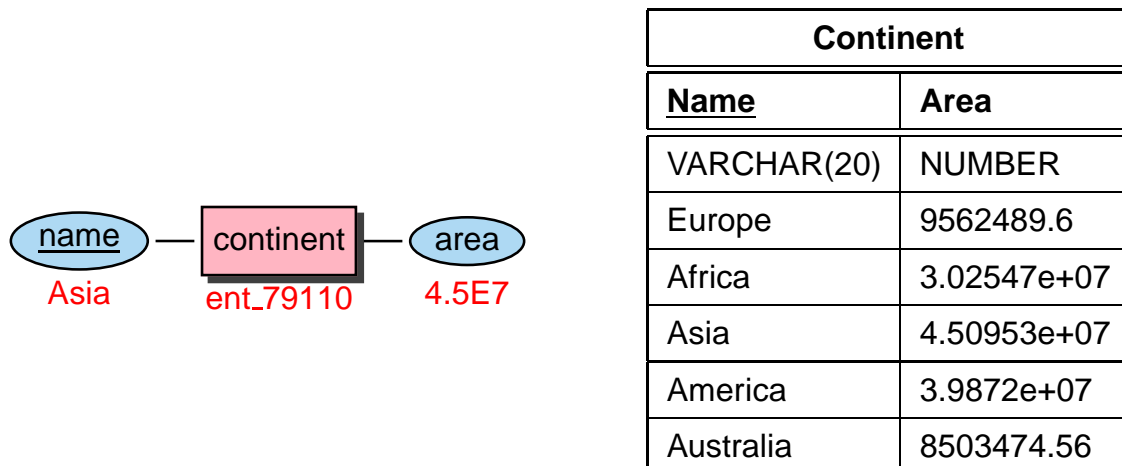 name continent area
Asia ent_79110 4.5E7
Continent
Name Area
VARCHAR(20) NUMBER
Europe 9562489.6
Africa 3.02547e+07
Asia 4.50953e+07
America 3.9872e+07
Australia 8503474.56